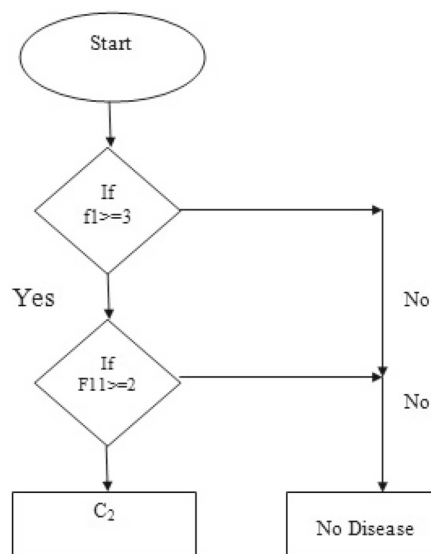 Start
If
f1>=3
Yes
No
If
F11>=2
No
C₂
No Disease